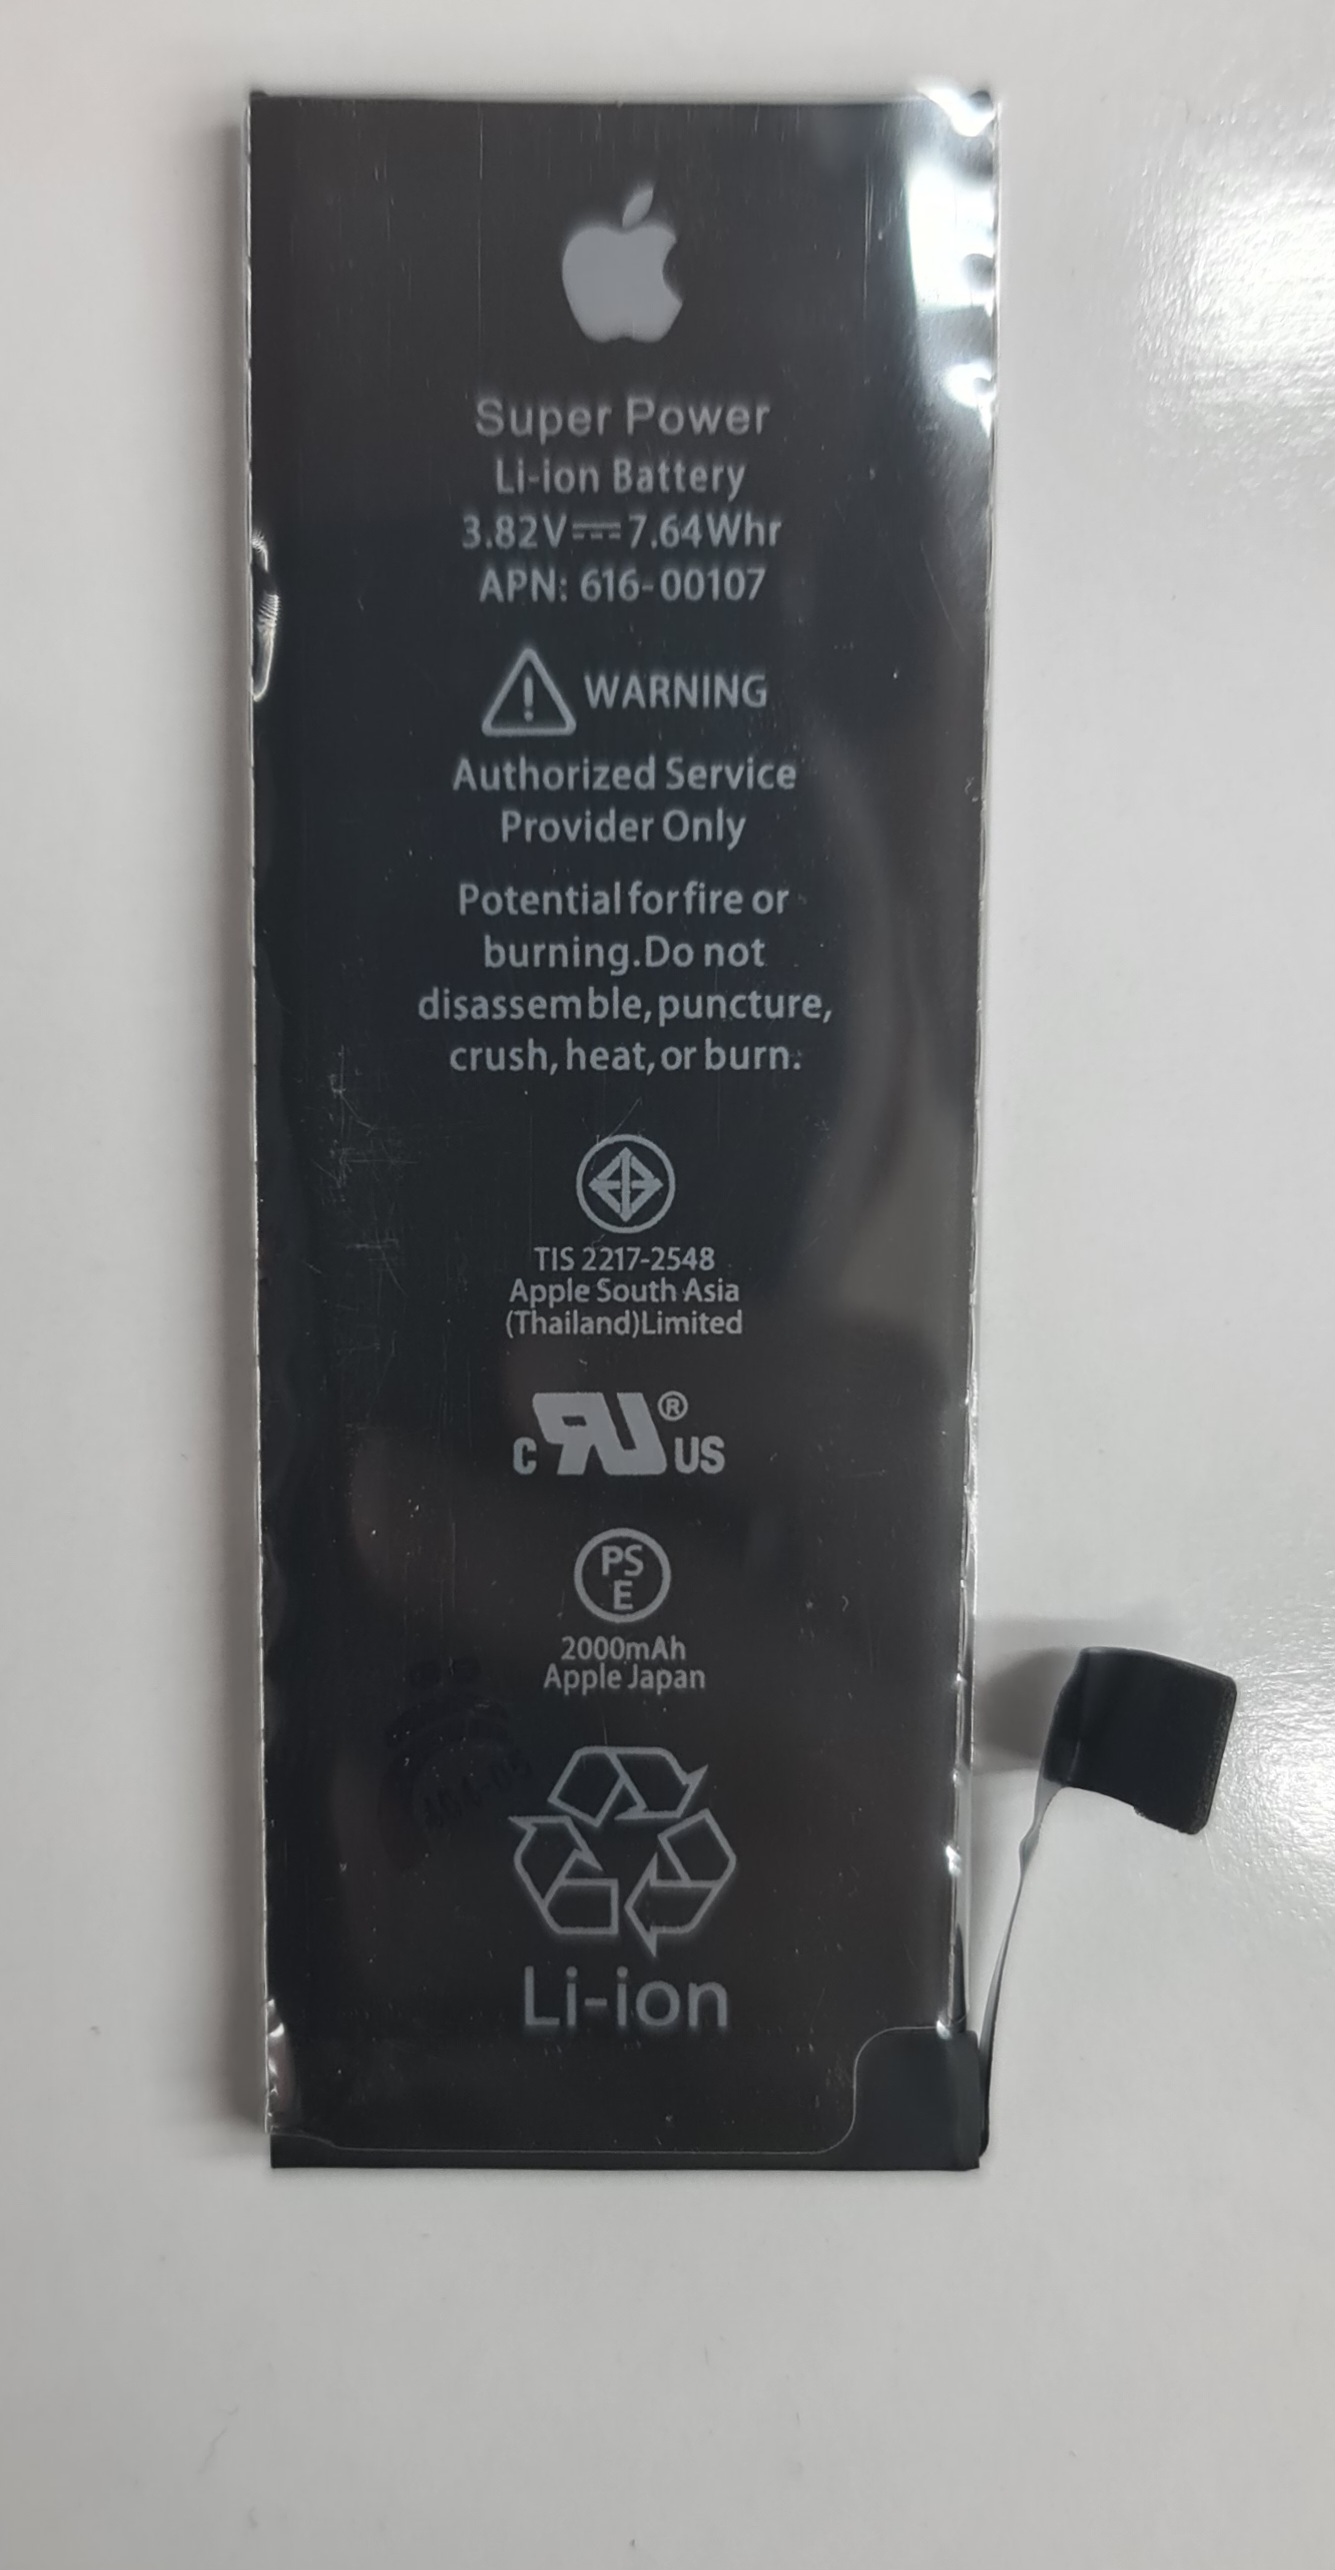 Super Power
Li-ion Battery
3.82V⎓7.64Whr
APN: 616-00107
WARNING
Authorized Service
Provider Only
Potential for fire or
burning.Do not
disassemble, puncture,
crush, heat, or burn.
TIS 2217-2548
Apple South Asia
(Thailand)Limited
c RU® US
PS
E
2000mAh
Apple Japan
Li-ion